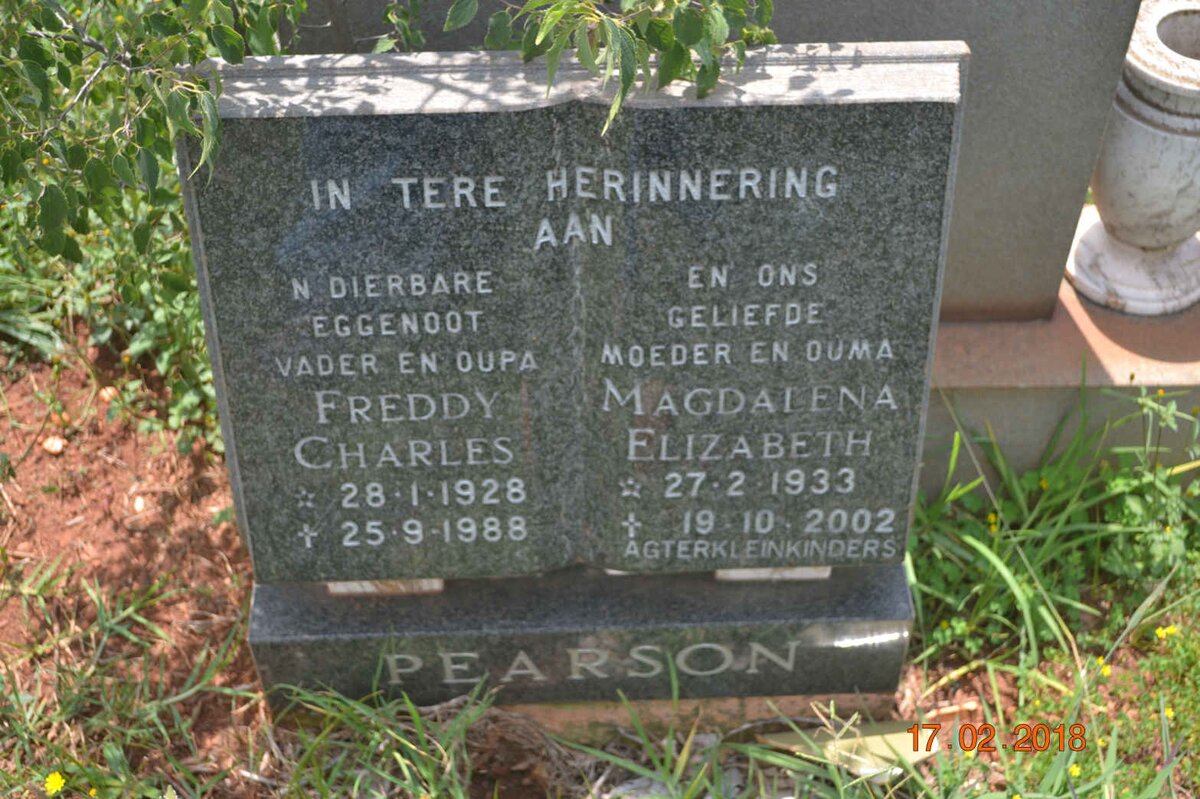 IN TERE HERINNERING
AAN
N DIERBARE
EGGENOOT
VADER EN OUPA
FREDDY
CHARLES
☆ 28·1·1928
† 25·9·1988
EN ONS
GELIEFDE
MOEDER EN OUMA
MAGDALENA
ELIZABETH
☆ 27·2·1933
† 19·10·2002
AGTERKLEINKINDERS
PEARSON
17.02.2018